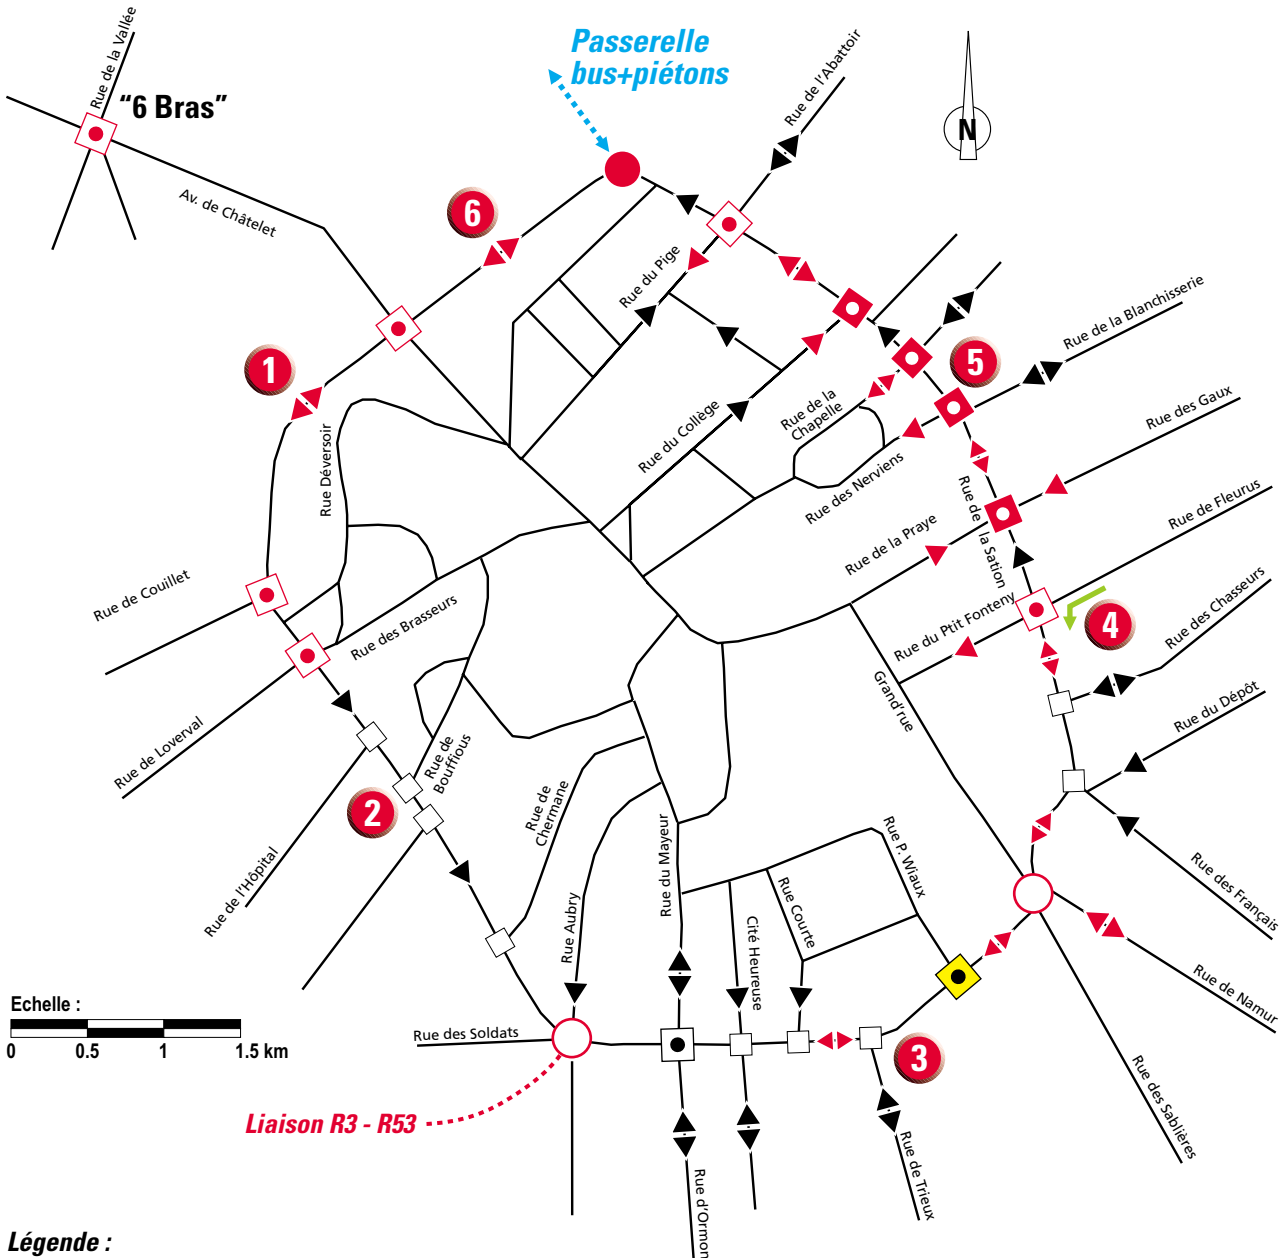 Rue de la Vallée
"6 Bras"
Passerelle
bus+piétons
Rue de l'Abattoir
N
Av. de Châtelet
6
Rue du Pige
1
5
Rue de la Blanchisserie
Rue Déversoir
Rue du Collège
Rue de la
Chapelle
Rue des Gaux
Rue des Nerviens
Rue de la Sation
Rue de Fleurus
Rue de la Praye
Rue de Couillet
Rue des Brasseurs
Rue du Ptit Fonteny
4
Rue des Chasseurs
Grand'rue
Rue du Dépôt
Rue de Loverval
Rue de
Bouffious
2
Rue de
Chermane
Rue du Mayeur
Rue P. Wiaux
Rue de l'Hôpital
Rue Aubry
Cité Heureuse
Rue Courte
Rue des Français
Rue de Namur
Echelle :
0 0.5 1 1.5 km
Rue des Soldats
3
Rue des Sablières
Liaison R3 - R53
Rue d'Ormon
Rue de Trieux
Légende :